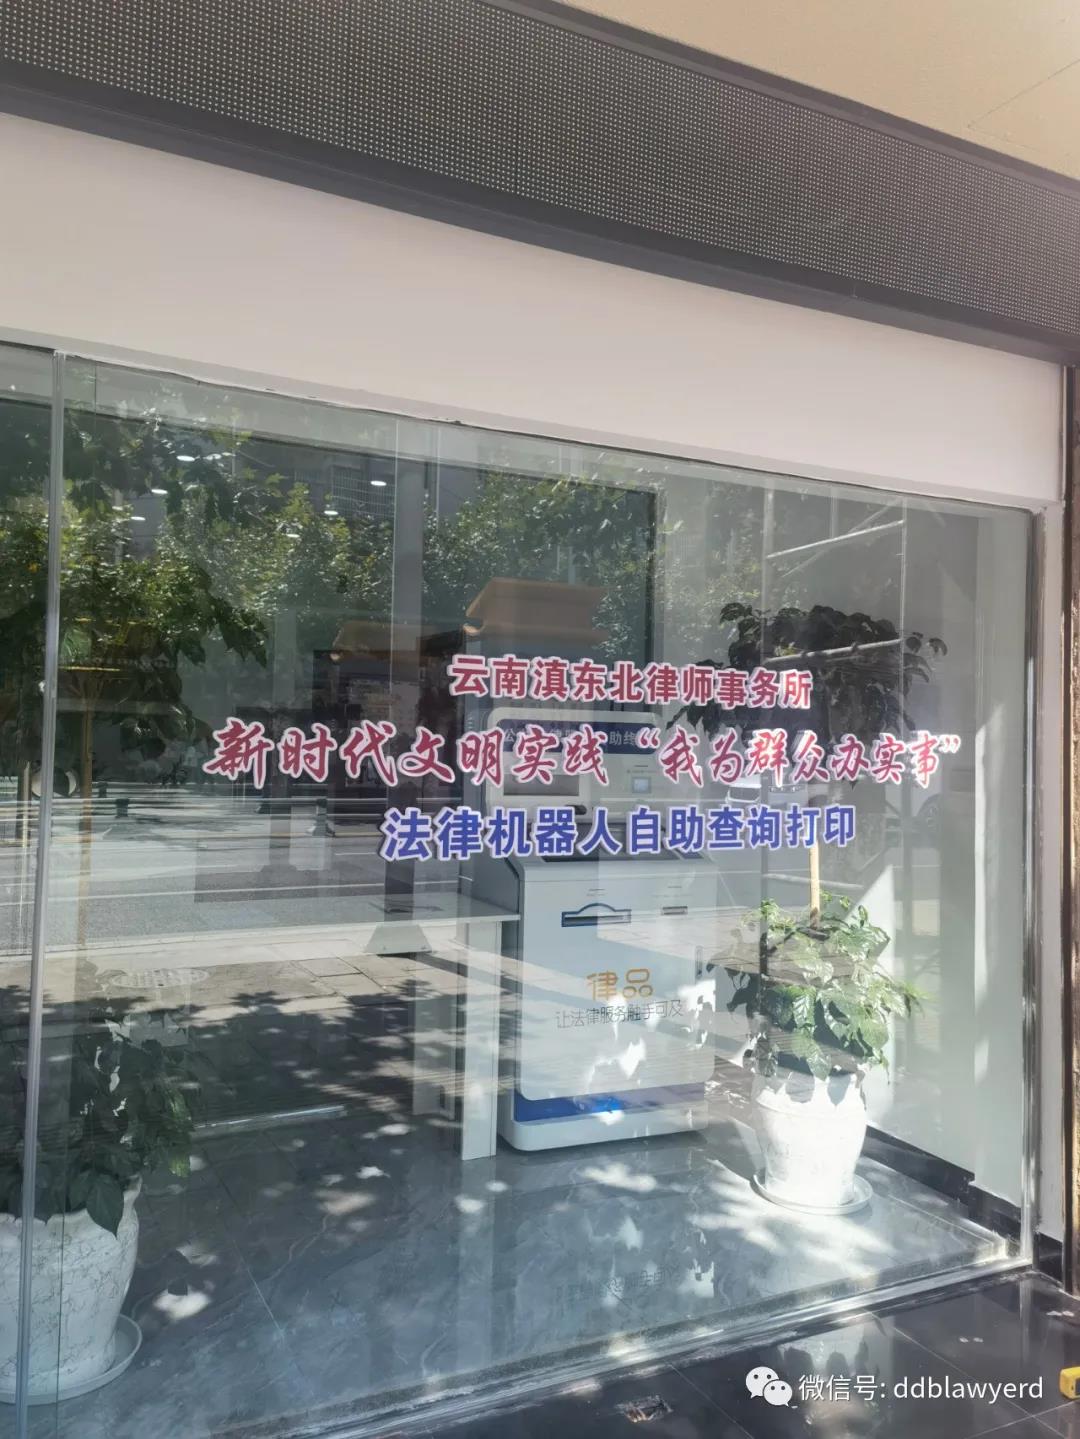 云南滇东北律师事务所
新时代文明实践“我为群众办实事”
法律机器人自助查询打印
律品
让法律服务触手可及
微信号: ddblawyerd